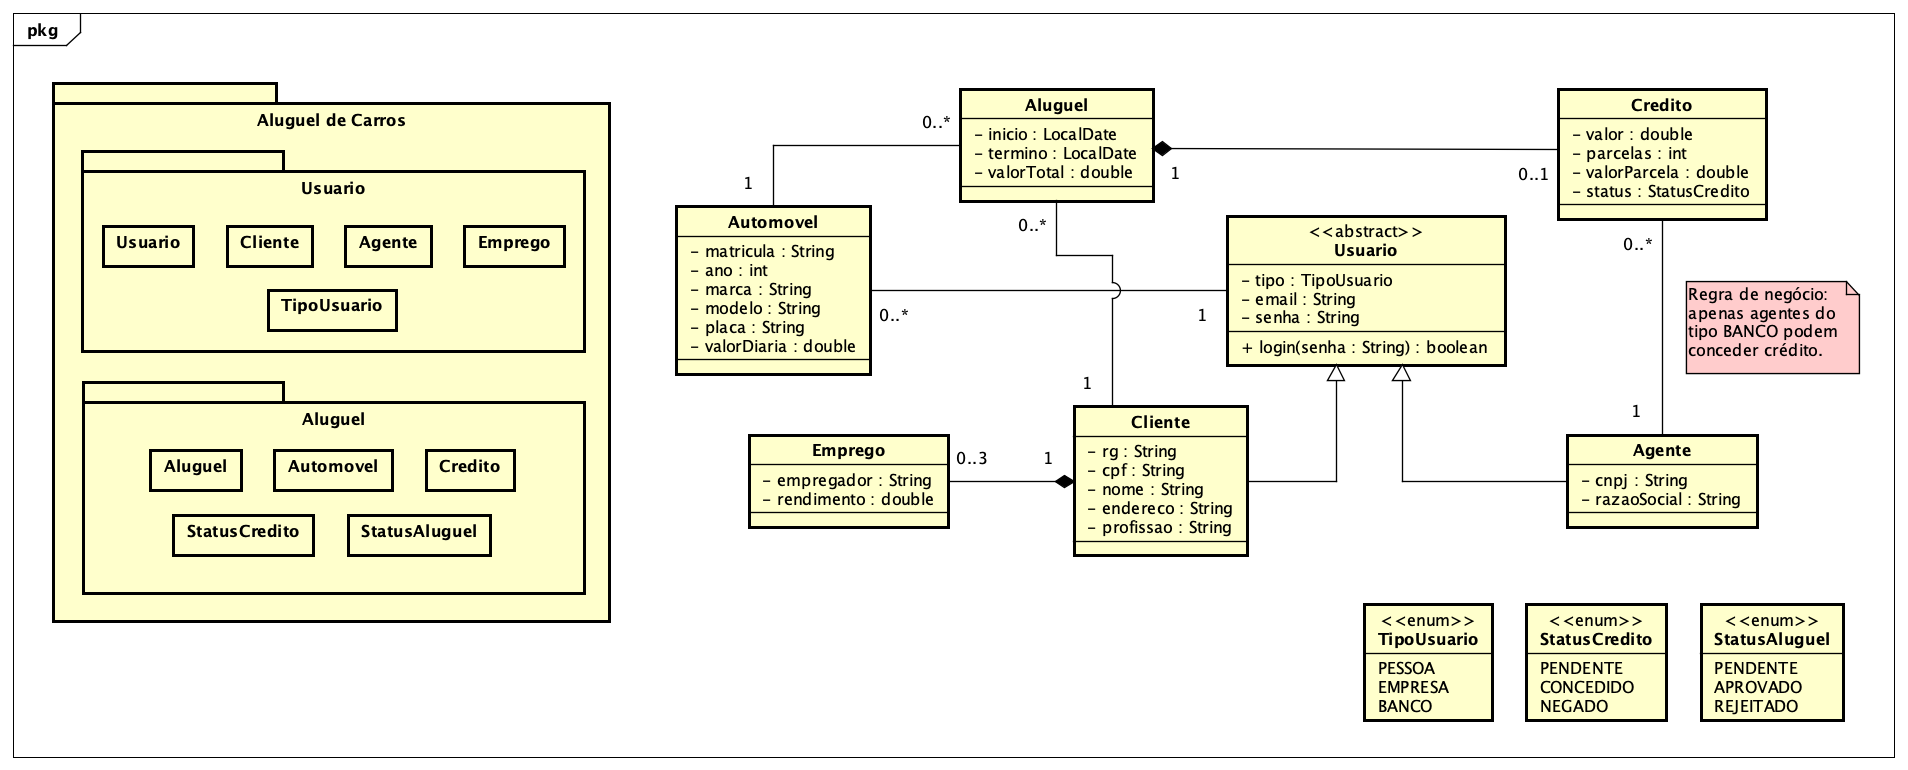 pkg
Aluguel de Carros
Usuario
Usuario
Cliente
Agente
Emprego
TipoUsuario
Aluguel
Aluguel
Automovel
Credito
StatusCredito
StatusAluguel
Aluguel
- inicio : LocalDate
- termino : LocalDate
- valorTotal : double
0..*
1
1
0..1
0..*
Credito
- valor : double
- parcelas : int
- valorParcela : double
- status : StatusCredito
0..*
1
Automovel
- matricula : String
- ano : int
- marca : String
- modelo : String
- placa : String
- valorDiaria : double
0..*
1
<<abstract>>
Usuario
- tipo : TipoUsuario
- email : String
- senha : String
+ login(senha : String) : boolean
Regra de negócio:
apenas agentes do
tipo BANCO podem
conceder crédito.
1
Emprego
- empregador : String
- rendimento : double
0..3
1
Cliente
- rg : String
- cpf : String
- nome : String
- endereco : String
- profissao : String
Agente
- cnpj : String
- razaoSocial : String
<<enum>>
TipoUsuario
PESSOA
EMPRESA
BANCO
<<enum>>
StatusCredito
PENDENTE
CONCEDIDO
NEGADO
<<enum>>
StatusAluguel
PENDENTE
APROVADO
REJEITADO